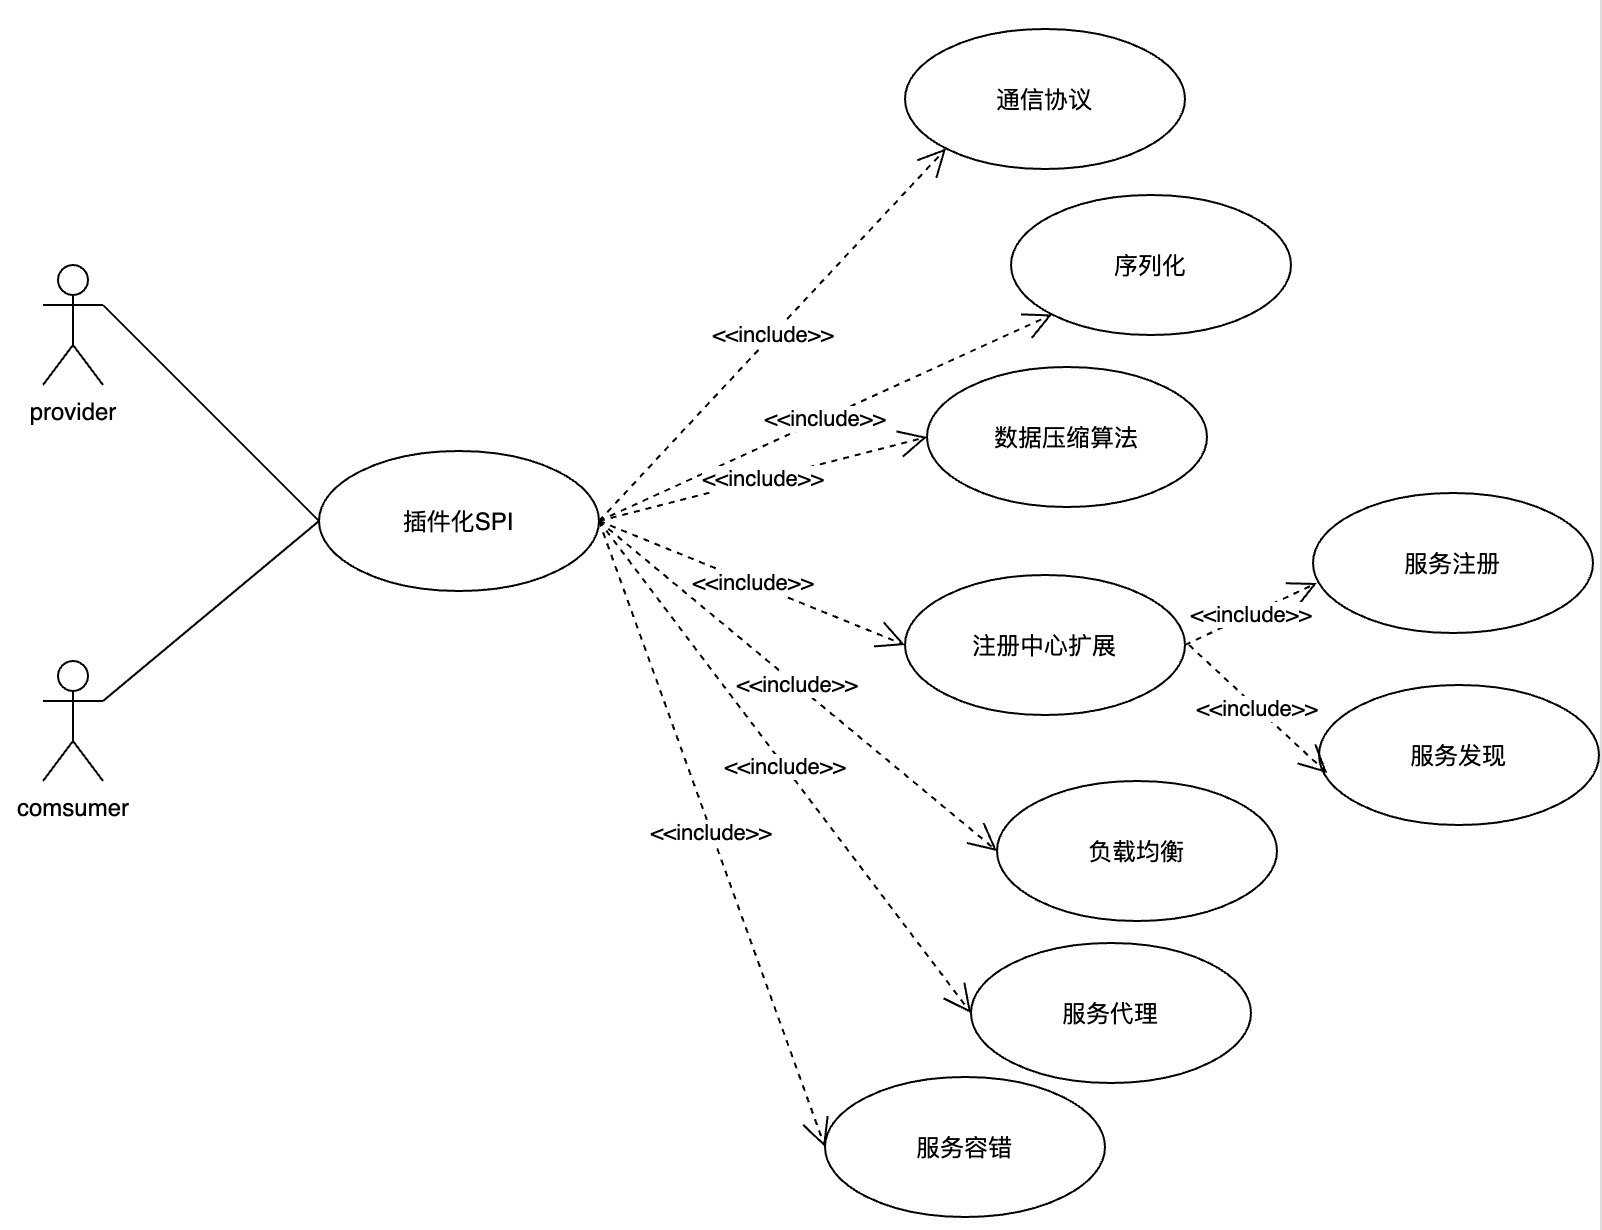 通信协议
序列化
<<include>>
provider
<<include>>
数据压缩算法
<<include>>
插件化SPI
服务注册
<<include>>
<<include>>
注册中心扩展
<<include>>
<<include>>
服务发现
<<include>>
comsumer
<<include>>
负载均衡
服务代理
服务容错